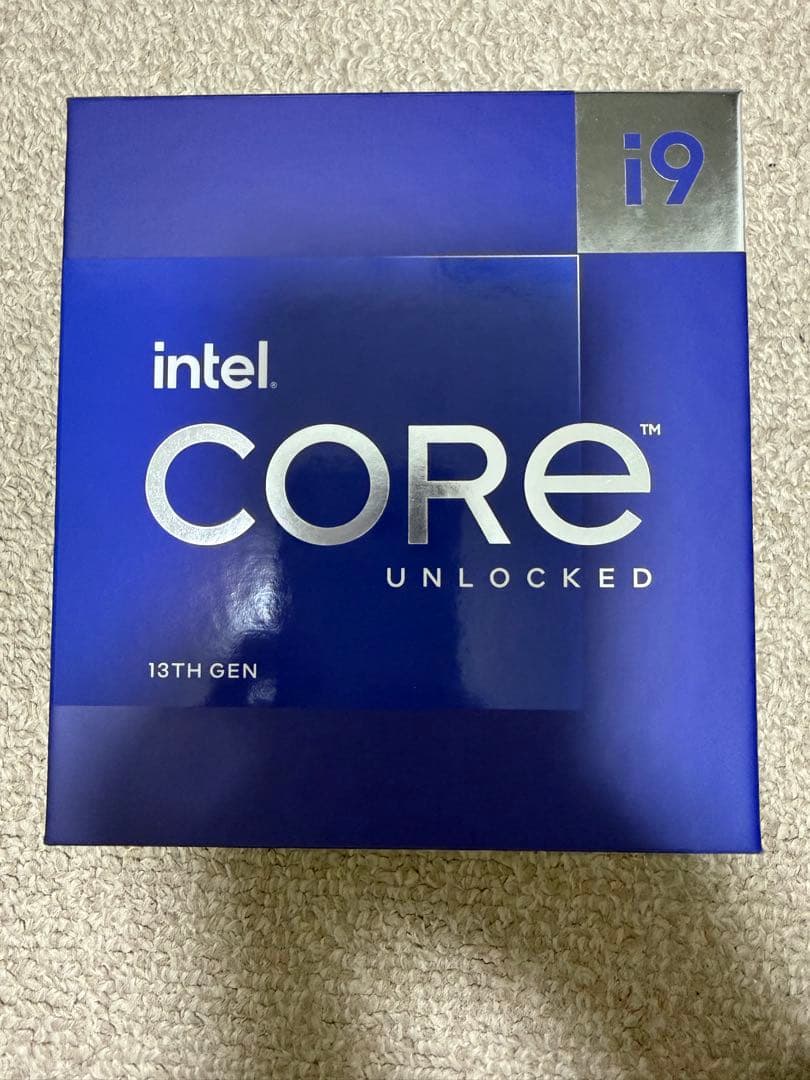 i9
intel®
CORe™
UNLOCKED
13TH GEN